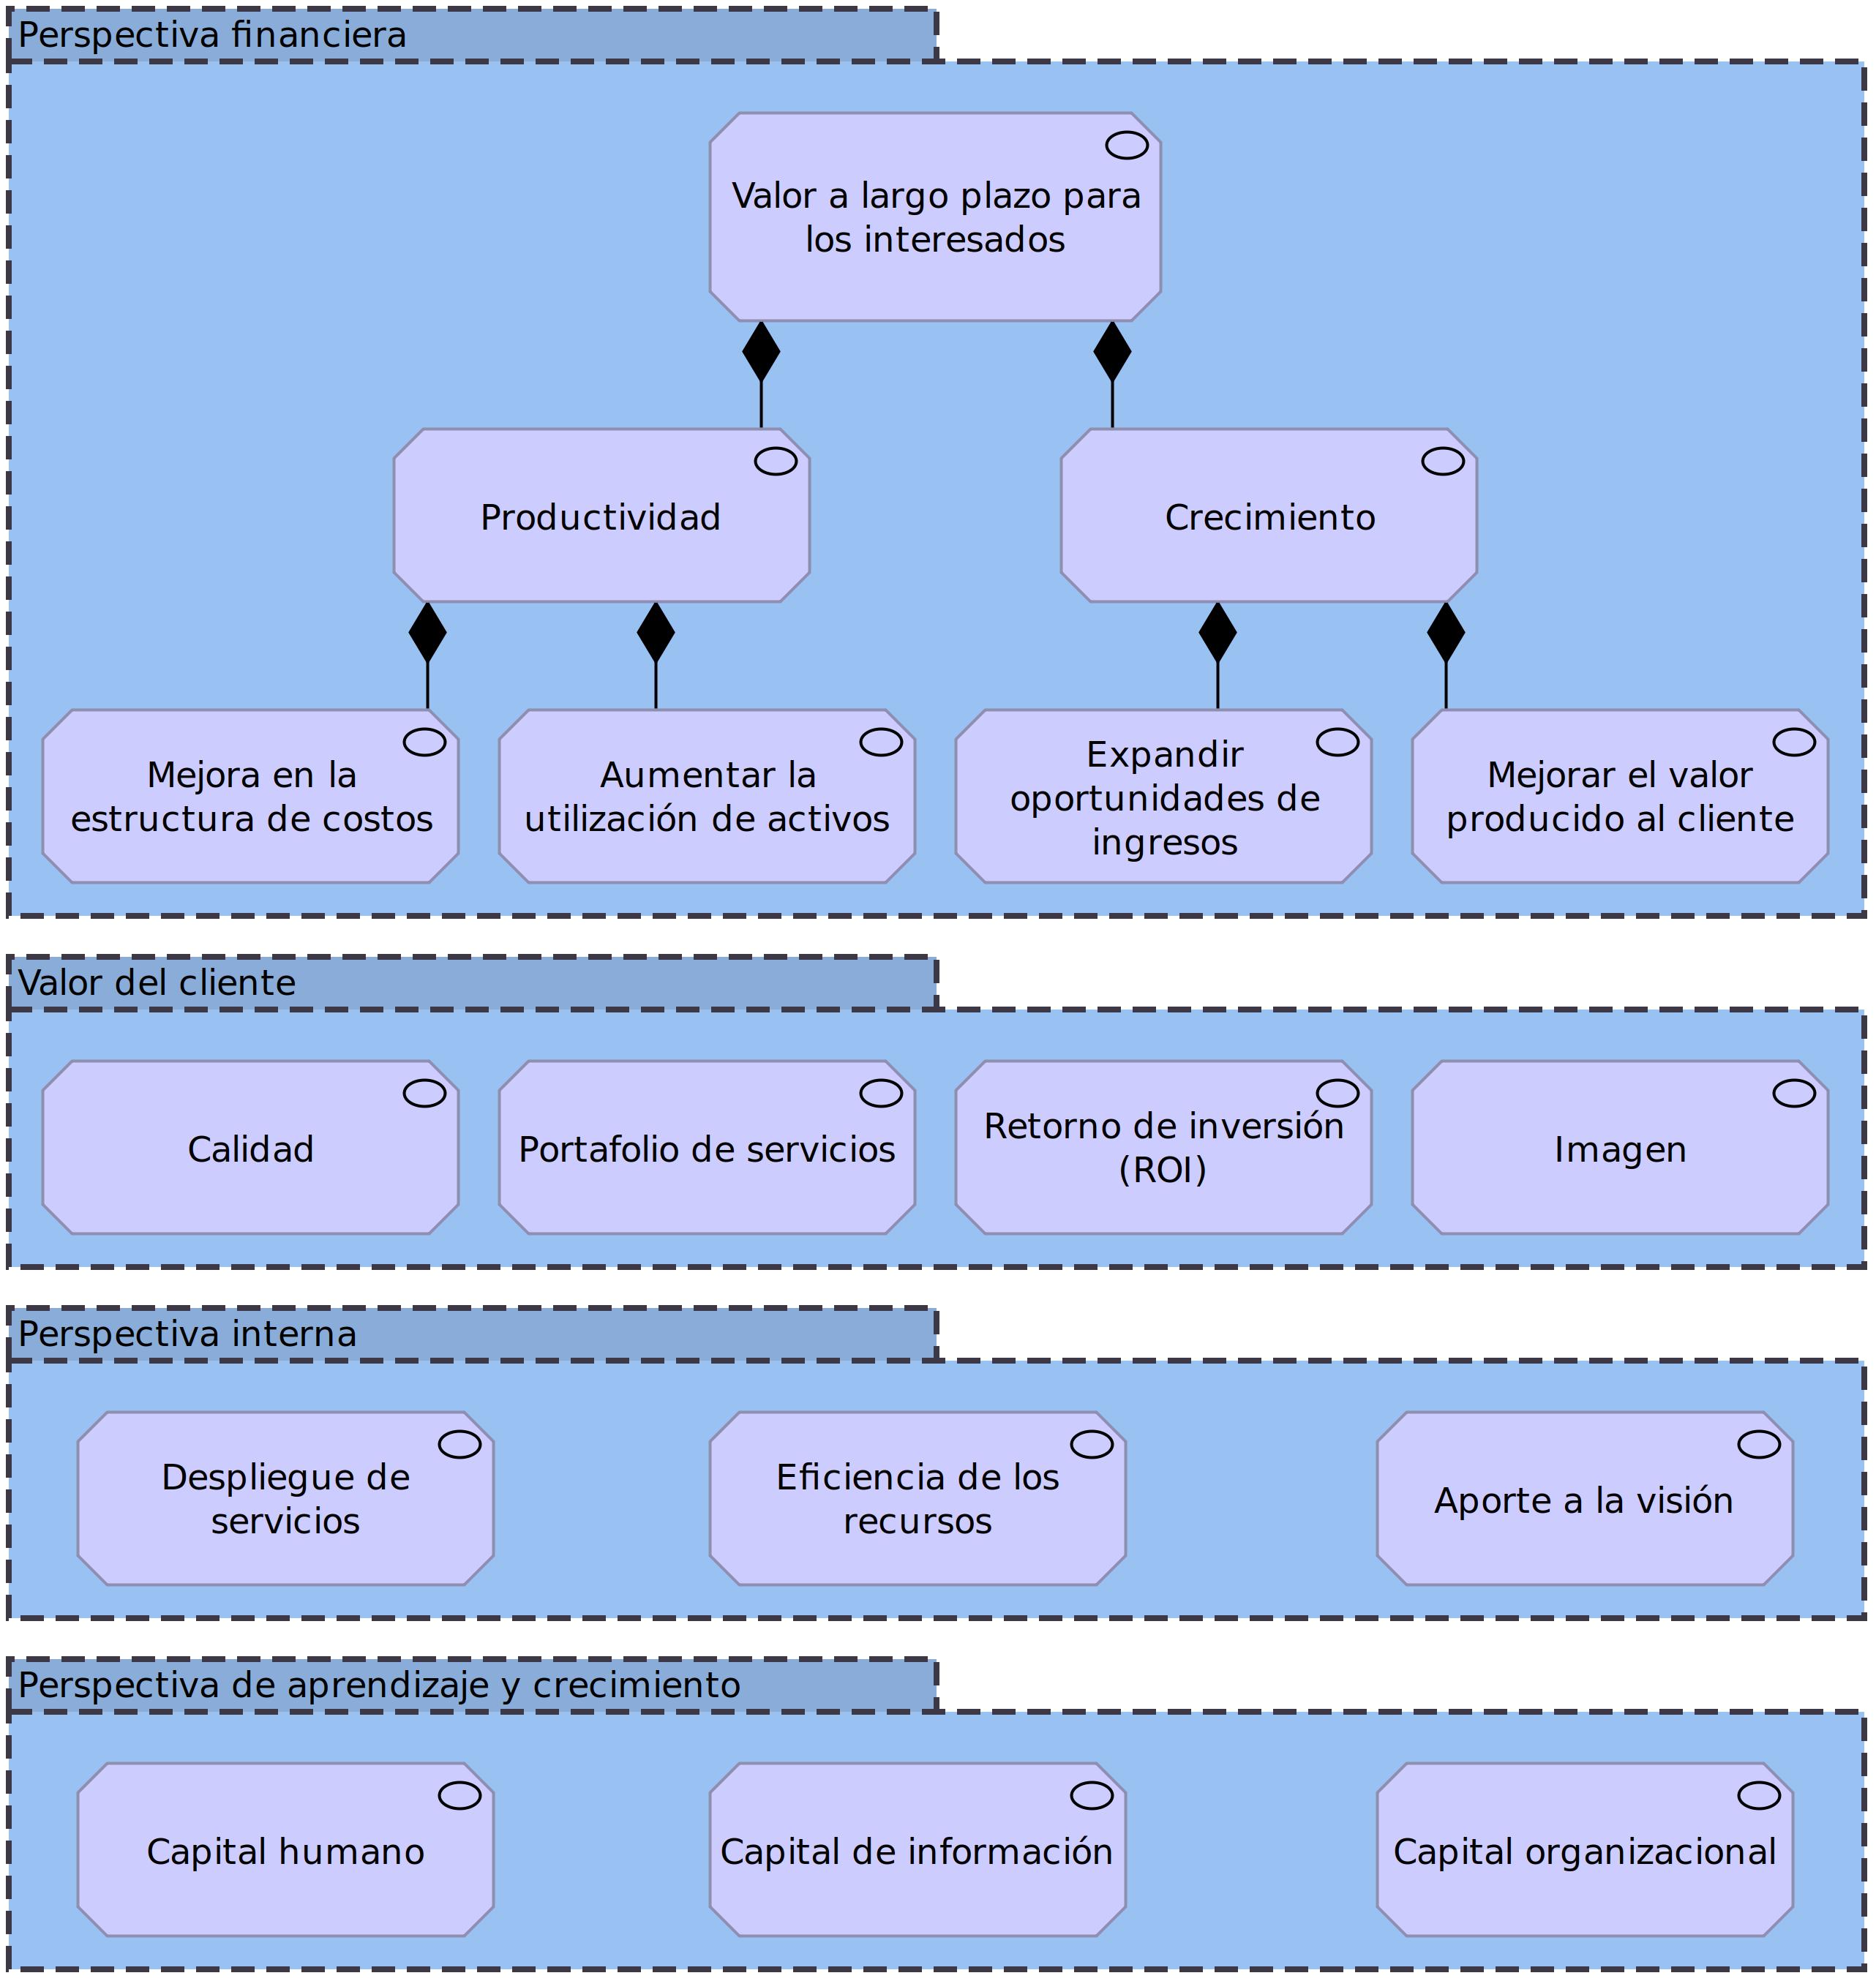 Perspectiva financiera
Valor a largo plazo para
los interesados
Productividad
Crecimiento
Mejora en la
estructura de costos
Aumentar la
utilización de activos
Expandir
oportunidades de
ingresos
Mejorar el valor
producido al cliente
Valor del cliente
Calidad
Portafolio de servicios
Retorno de inversión
(ROI)
Imagen
Perspectiva interna
Despliegue de
servicios
Eficiencia de los
recursos
Aporte a la visión
Perspectiva de aprendizaje y crecimiento
Capital humano
Capital de información
Capital organizacional